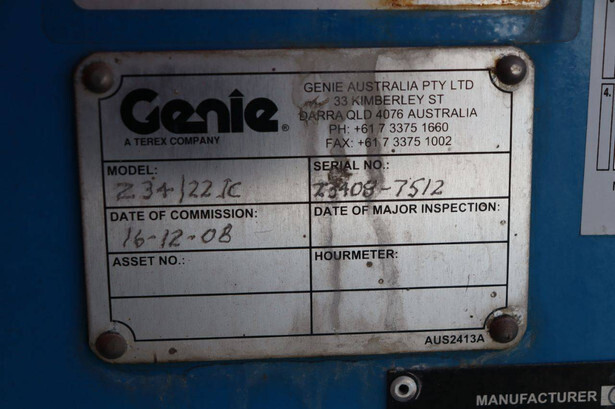 Genie®
A TEREX COMPANY
GENIE AUSTRALIA PTY LTD
33 KIMBERLEY ST
DARRA QLD 4076 AUSTRALIA
PH: +61 7 3375 1660
FAX: +61 7 3375 1002
MODEL:
Z34/22IC
SERIAL NO.:
Z3408-7512
DATE OF COMMISSION:
16-12-08
DATE OF MAJOR INSPECTION:
ASSET NO.:
HOURMETER:
AUS2413A
4.
MANUFACTURER